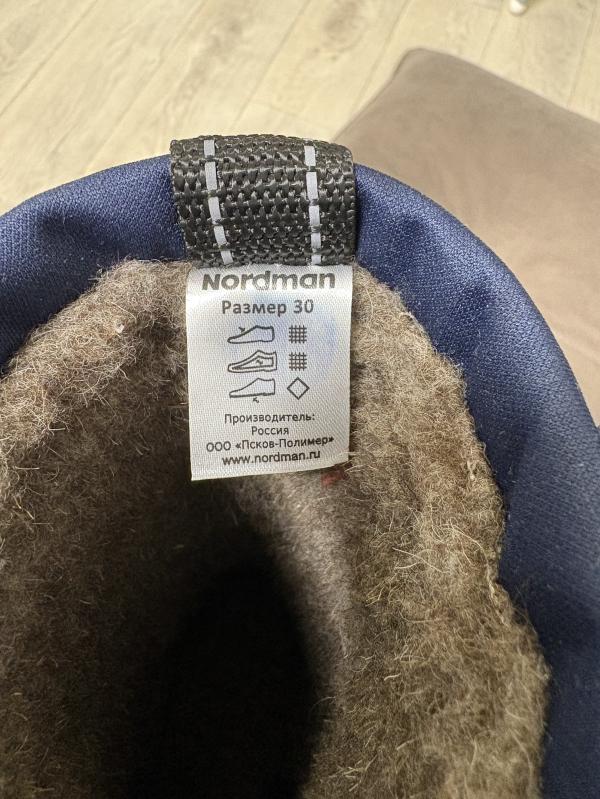 Nordman
Размер 30
Производитель:
Россия
ООО «Псков-Полимер»
www.nordman.ru